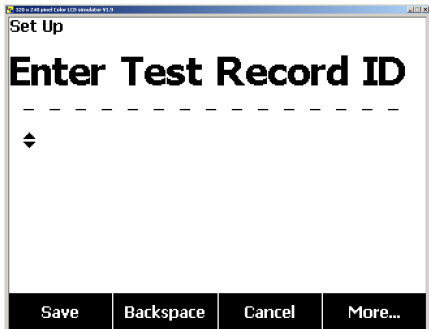 320 x 240 pixel Color LCD simulator V1.9
Set Up
Enter Test Record ID
_ _ _ _ _ _ _ _ _ _ _ _ _ _ _
Save Backspace Cancel More...